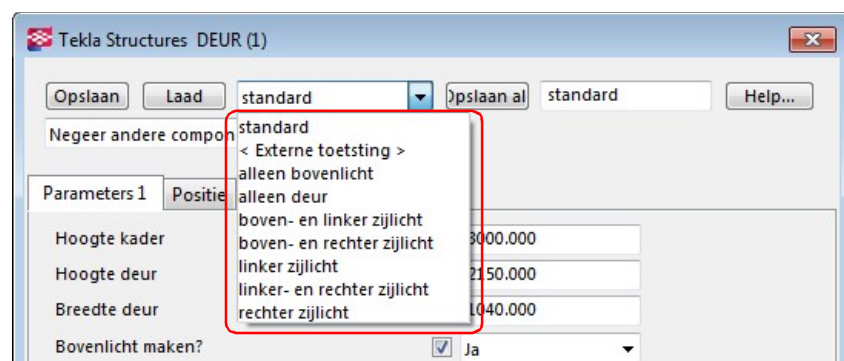 Tekla Structures DEUR (1)
Opslaan Laad standard Opslaan al standard Help...
Negeer andere compon
standard
< Externe toetsting >
alleen bovenlicht
alleen deur
boven- en linker zijlicht
boven- en rechter zijlicht
linker zijlicht
linker- en rechter zijlicht
rechter zijlicht
Parameters 1 Positie
Hoogte kader 3000.000
Hoogte deur 2150.000
Breedte deur 1040.000
Bovenlicht maken? Ja